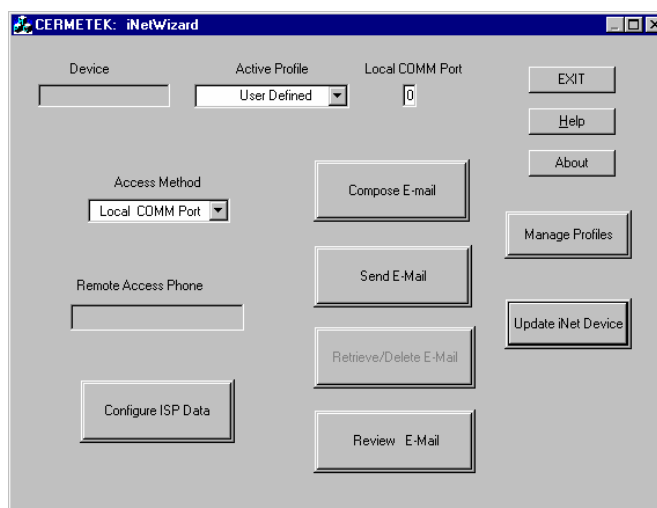 CERMETEK: iNetWizard
Device
Active Profile
Local COMM Port
User Defined
0
EXIT
Help
About
Access Method
Local COMM Port
Compose E-mail
Manage Profiles
Send E-Mail
Remote Access Phone
Update iNet Device
Retrieve/Delete E-Mail
Configure ISP Data
Review E-Mail